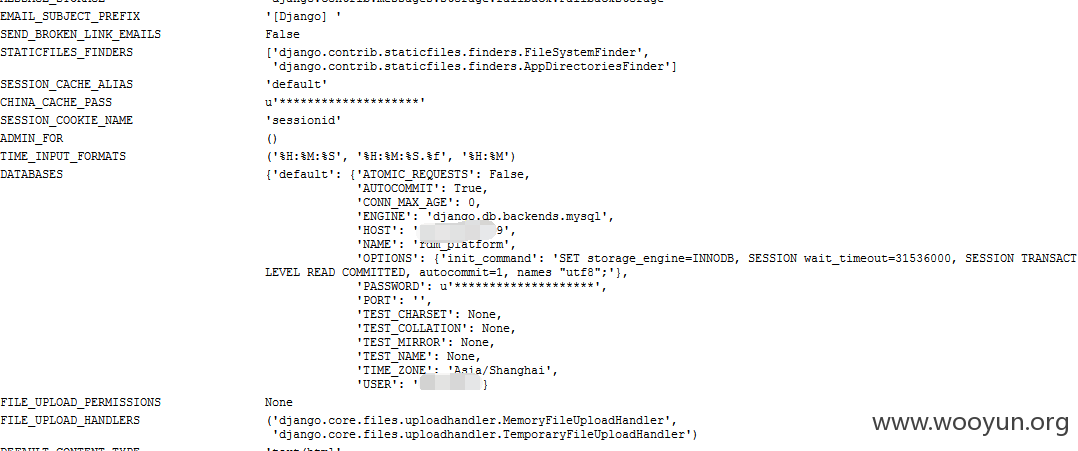 EMAIL_SUBJECT_PREFIX '[Django] '
SEND_BROKEN_LINK_EMAILS False
STATICFILES_FINDERS ['django.contrib.staticfiles.finders.FileSystemFinder',
'django.contrib.staticfiles.finders.AppDirectoriesFinder']
SESSION_CACHE_ALIAS 'default'
CHINA_CACHE_PASS u'********************'
SESSION_COOKIE_NAME 'sessionid'
ADMIN_FOR ()
TIME_INPUT_FORMATS ('%H:%M:%S', '%H:%M:%S.%f', '%H:%M')
DATABASES {'default': {'ATOMIC_REQUESTS': False,
'AUTOCOMMIT': True,
'CONN_MAX_AGE': 0,
'ENGINE': 'django.db.backends.mysql',
'HOST': ' 9',
'NAME': 'rdm_platform',
'OPTIONS': {'init_command': 'SET storage_engine=INNODB, SESSION wait_timeout=31536000, SESSION TRANSACT
LEVEL READ COMMITTED, autocommit=1, names "utf8";'},
'PASSWORD': u'********************',
'PORT': '',
'TEST_CHARSET': None,
'TEST_COLLATION': None,
'TEST_MIRROR': None,
'TEST_NAME': None,
'TIME_ZONE': 'Asia/Shanghai',
'USER': ' }
FILE_UPLOAD_PERMISSIONS None
FILE_UPLOAD_HANDLERS ('django.core.files.uploadhandler.MemoryFileUploadHandler',
'django.core.files.uploadhandler.TemporaryFileUploadHandler')
www.wooyun.org